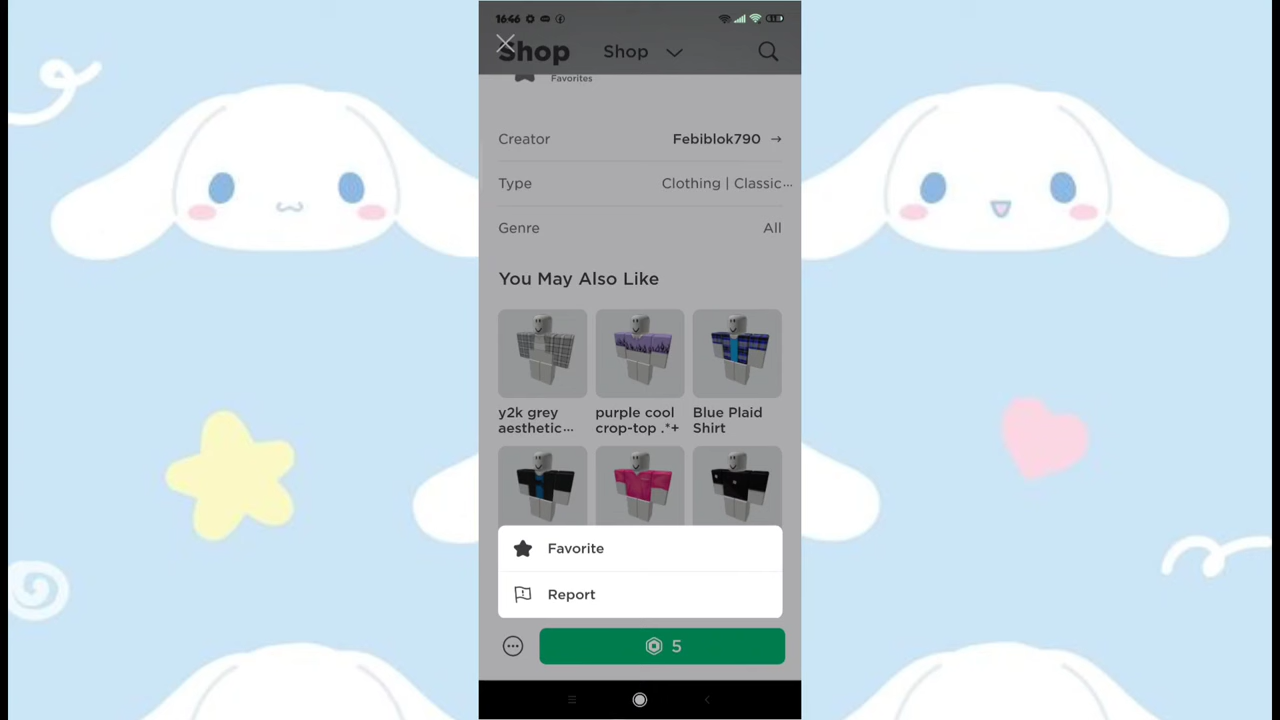 16:46
Shop Shop
Favorites
Creator Febiblok790 →
Type Clothing | Classic...
Genre All
You May Also Like
y2k grey aesthetic...
purple cool crop-top .*+
Blue Plaid Shirt
Favorite
Report
5